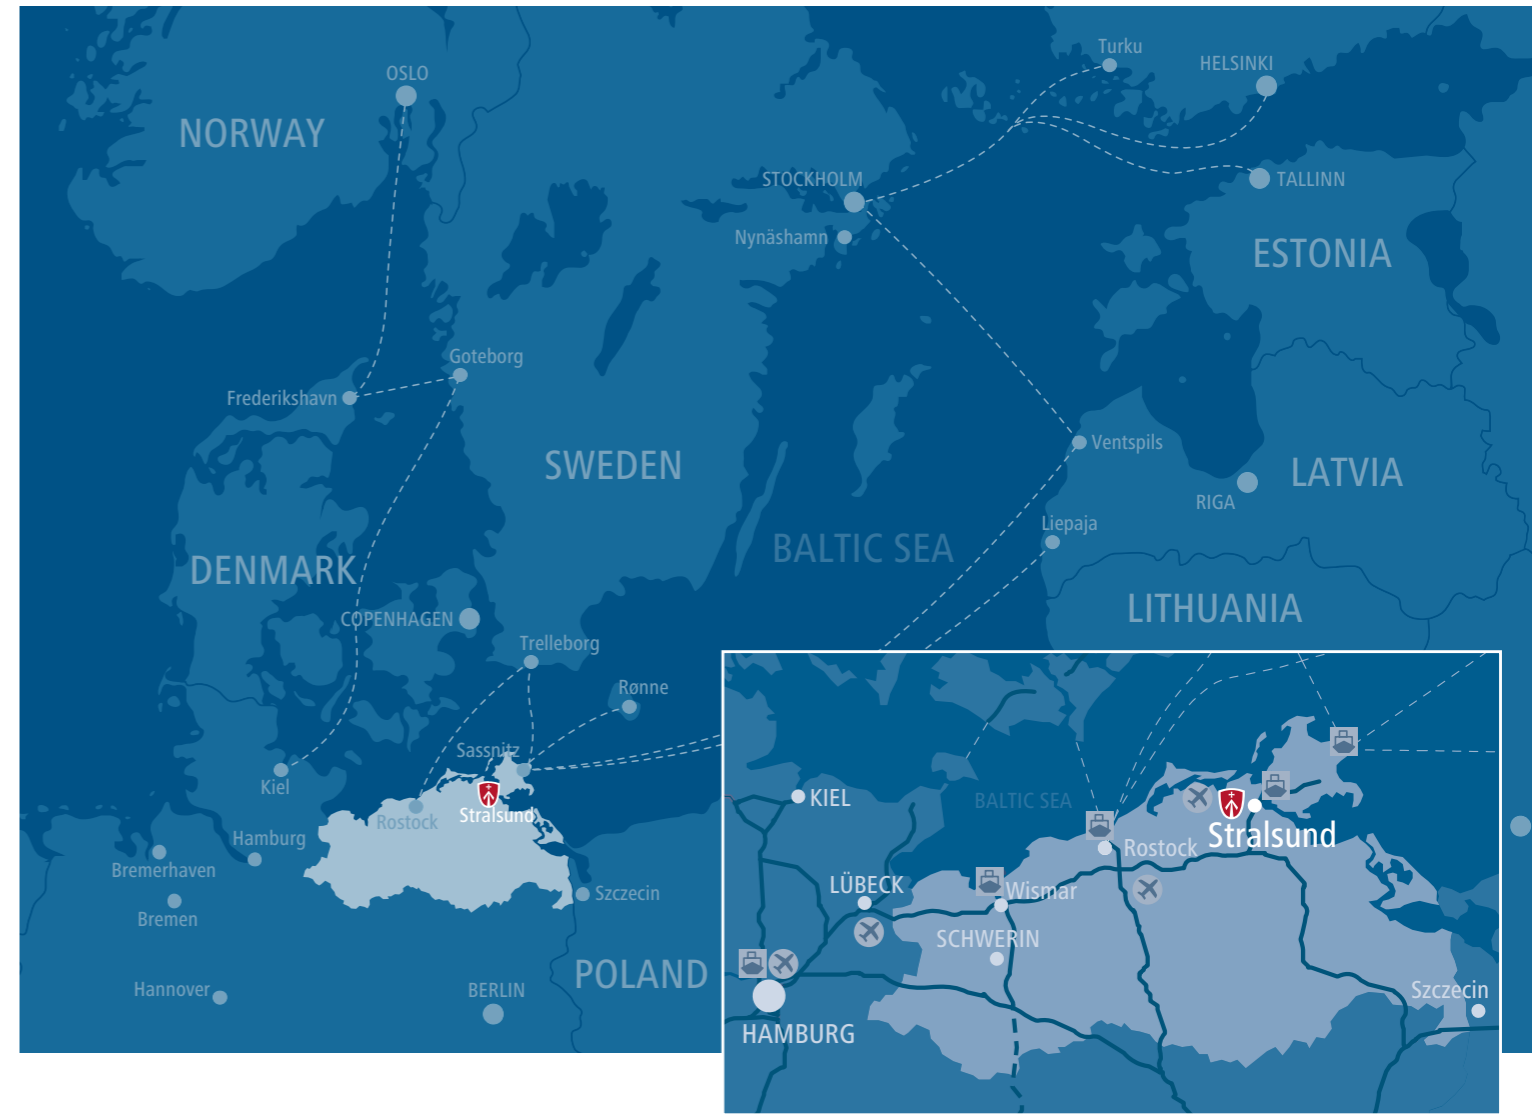 Turku
HELSINKI
OSLO
NORWAY
STOCKHOLM
TALLINN
Nynäshamn
ESTONIA
Goteborg
Frederikshavn
Ventspils
SWEDEN
LATVIA
RIGA
Liepaja
BALTIC SEA
DENMARK
LITHUANIA
COPENHAGEN
Trelleborg
Rønne
Sassnitz
Kiel
Rostock
Stralsund
Hamburg
Bremerhaven
Szczecin
Bremen
POLAND
Hannover
BERLIN
KIEL
BALTIC SEA
Stralsund
Rostock
LÜBECK
Wismar
SCHWERIN
Szczecin
HAMBURG